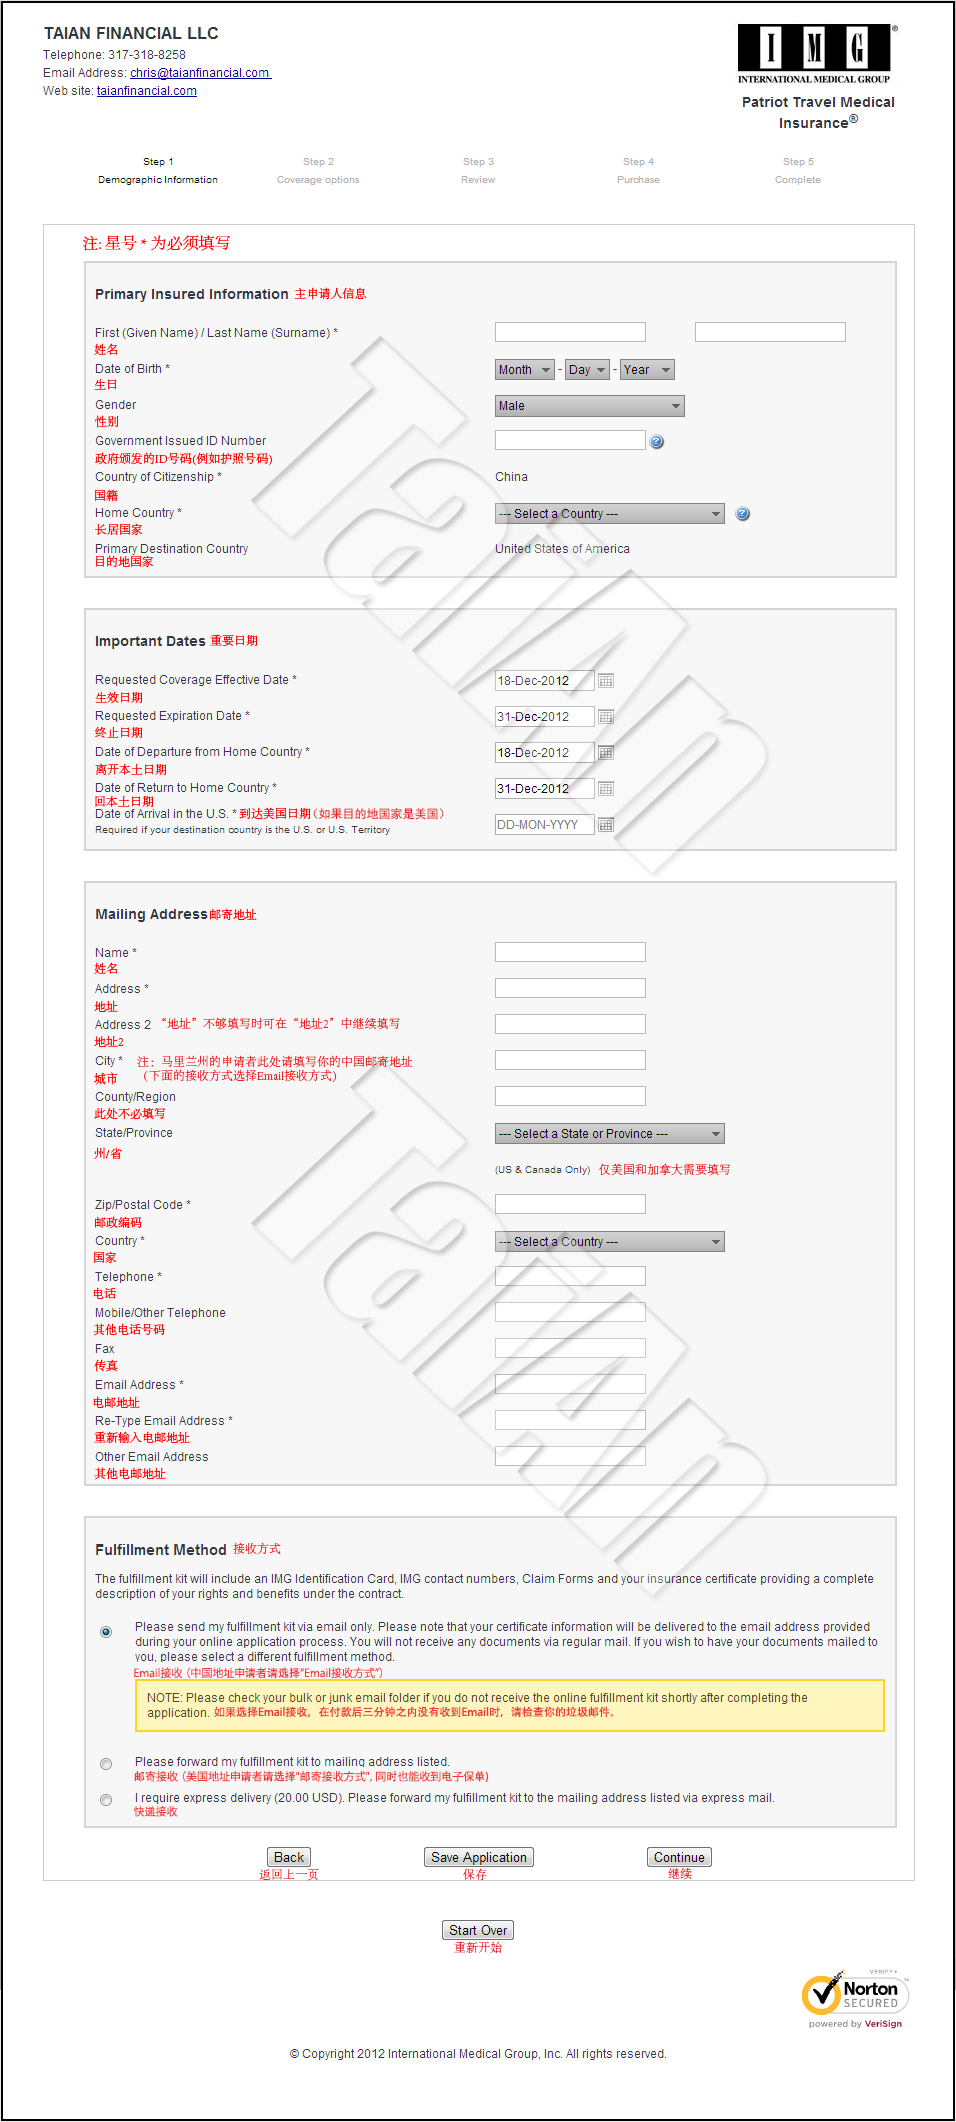 TAIAN FINANCIAL LLC
Telephone: 317-318-8258
Email Address: chris@taianfinancial.com
Web site: taianfinancial.com
IMG ®
INTERNATIONAL MEDICAL GROUP
Patriot Travel Medical
Insurance®
Step 1 Step 2 Step 3 Step 4 Step 5
Demographic Information Coverage options Review Purchase Complete
注: 星号 * 为必须填写
Primary Insured Information 主申请人信息
First (Given Name) / Last Name (Surname) *
姓名
Date of Birth * Month - Day - Year
生日
Gender Male
性别
Government Issued ID Number ?
政府颁发的ID号码(例如护照号码)
Country of Citizenship * China
国籍
Home Country * --- Select a Country --- ?
长居国家
Primary Destination Country United States of America
目的地国家
TaiAn
Important Dates 重要日期
Requested Coverage Effective Date * 18-Dec-2012
生效日期
Requested Expiration Date * 31-Dec-2012
终止日期
Date of Departure from Home Country * 18-Dec-2012
离开本土日期
Date of Return to Home Country * 31-Dec-2012
回本土日期
Date of Arrival in the U.S. * 到达美国日期（如果目的地国家是美国） DD-MON-YYYY
Required if your destination country is the U.S. or U.S. Territory
Mailing Address邮寄地址
Name *
姓名
Address *
地址
Address 2 “地址”不够填写时可在“地址2”中继续填写
地址2
City * 注：马里兰州的申请者此处请填写你的中国邮寄地址
城市 （下面的接收方式选择Email接收方式）
County/Region
此处不必填写
State/Province --- Select a State or Province ---
州/省
(US & Canada Only) 仅美国和加拿大需要填写
Zip/Postal Code *
邮政编码
Country * --- Select a Country ---
国家
Telephone *
电话
Mobile/Other Telephone
其他电话号码
Fax
传真
Email Address *
电邮地址
Re-Type Email Address *
重新输入电邮地址
Other Email Address
其他电邮地址
TaiAn
Fulfillment Method 接收方式
The fulfillment kit will include an IMG Identification Card, IMG contact numbers, Claim Forms and your insurance certificate providing a complete
description of your rights and benefits under the contract.
Please send my fulfillment kit via email only. Please note that your certificate information will be delivered to the email address provided
during your online application process. You will not receive any documents via regular mail. If you wish to have your documents mailed to
you, please select a different fulfillment method.
Email接收（中国地址申请者请选择“Email接收方式”）
NOTE: Please check your bulk or junk email folder if you do not receive the online fulfillment kit shortly after completing the
application. 如果选择Email接收，在付款后三分钟之内没有收到Email时，请检查你的垃圾邮件。
Please forward my fulfillment kit to mailing address listed.
邮寄接收（美国地址申请者请选择"邮寄接收方式", 同时也能收到电子保单)
I require express delivery (20.00 USD). Please forward my fulfillment kit to the mailing address listed via express mail.
快递接收
Back Save Application Continue
返回上一页 保存 继续
Start Over
重新开始
VERIFY
Norton
SECURED
™
powered by VeriSign
© Copyright 2012 International Medical Group, Inc. All rights reserved.